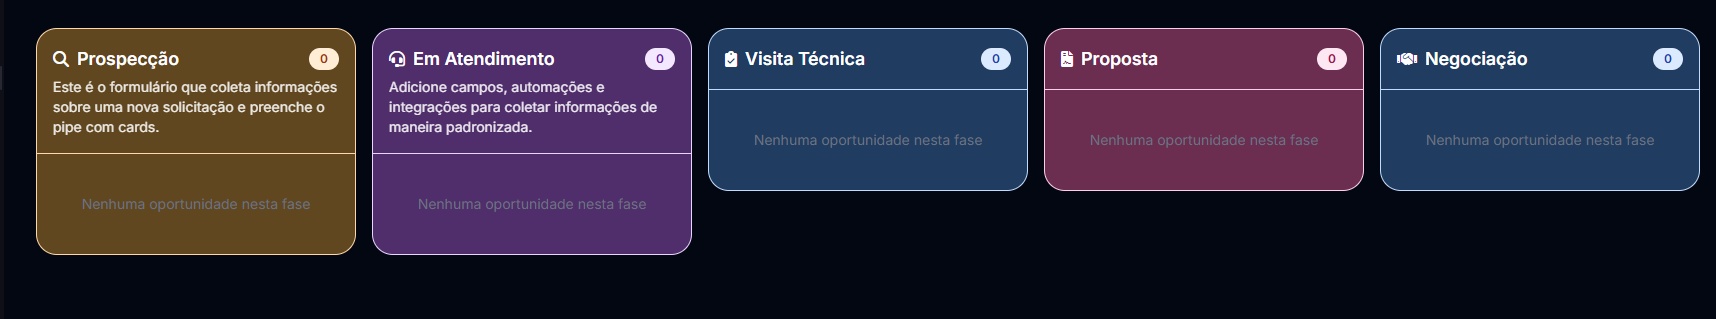 Prospecção 0
Este é o formulário que coleta informações
sobre uma nova solicitação e preenche o
pipe com cards.
Nenhuma oportunidade nesta fase
Em Atendimento 0
Adicione campos, automações e
integrações para coletar informações de
maneira padronizada.
Nenhuma oportunidade nesta fase
Visita Técnica 0
Nenhuma oportunidade nesta fase
Proposta 0
Nenhuma oportunidade nesta fase
Negociação 0
Nenhuma oportunidade nesta fase